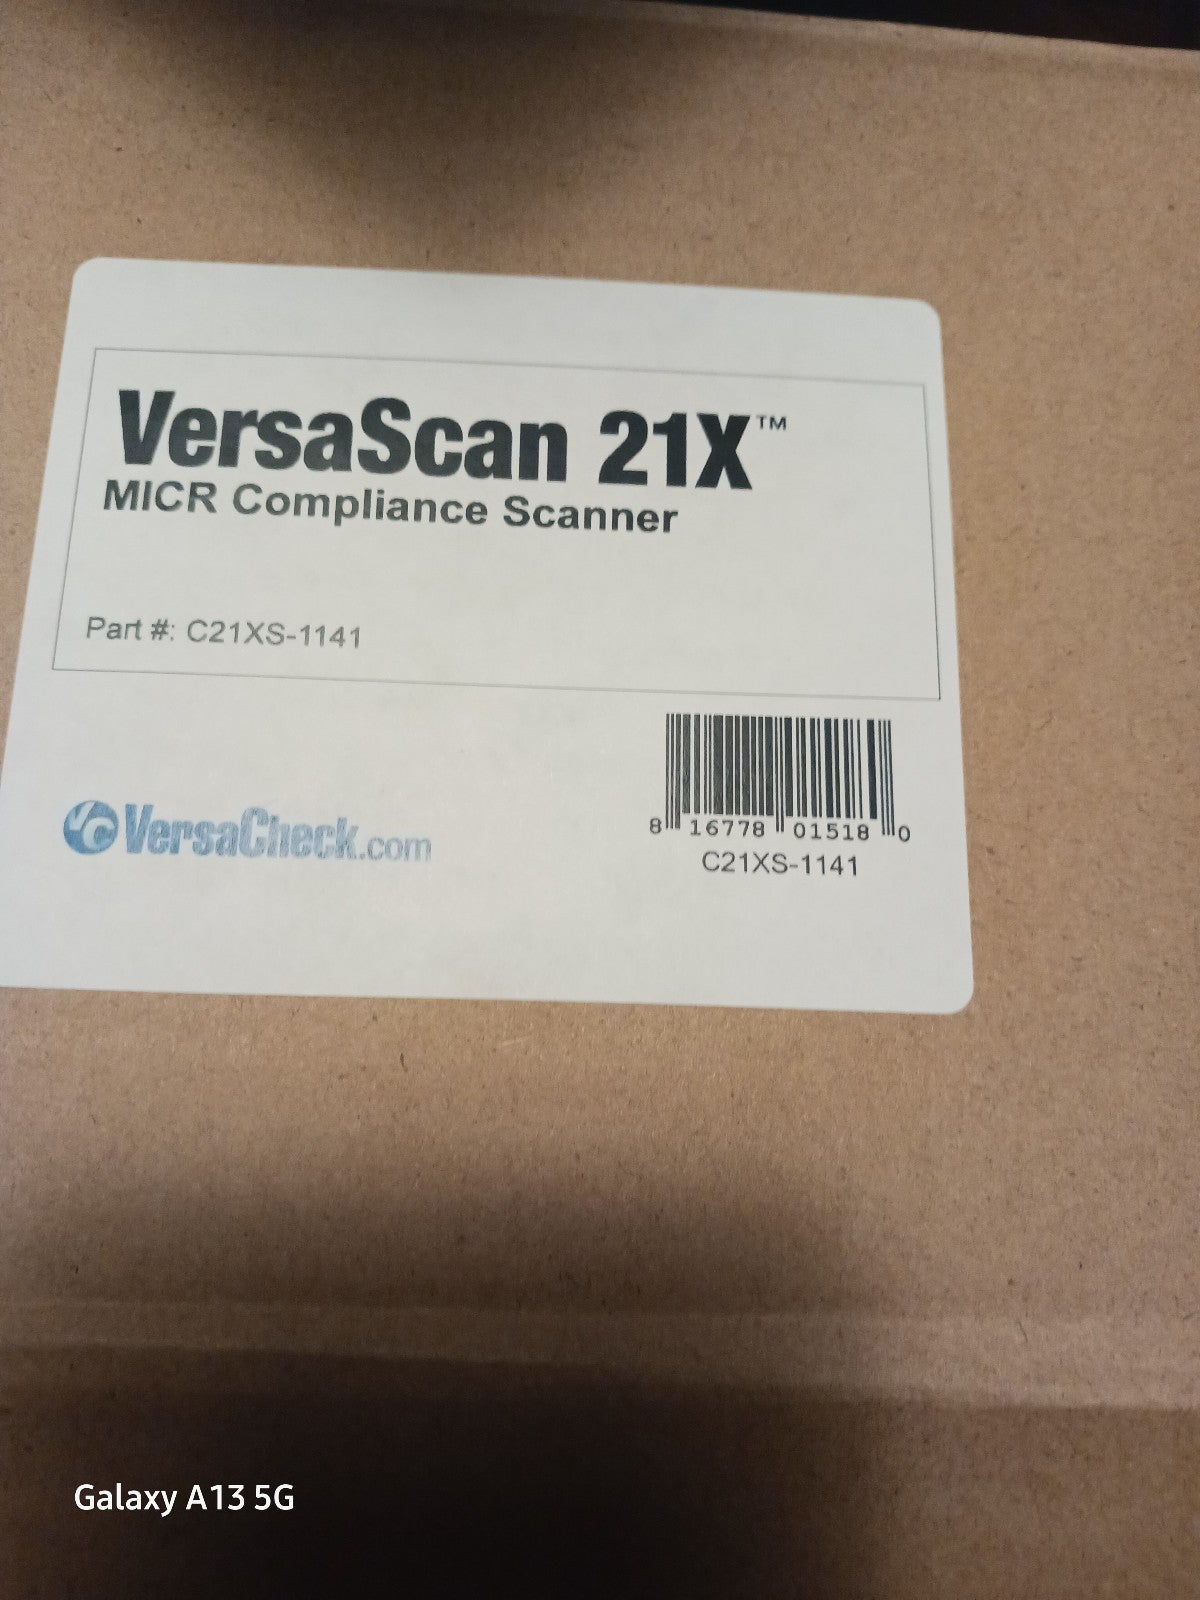 VersaScan 21X™
MICR Compliance Scanner
Part #: C21XS-1141
VC VersaCheck.com
8 16778 01518 0
C21XS-1141
Galaxy A13 5G